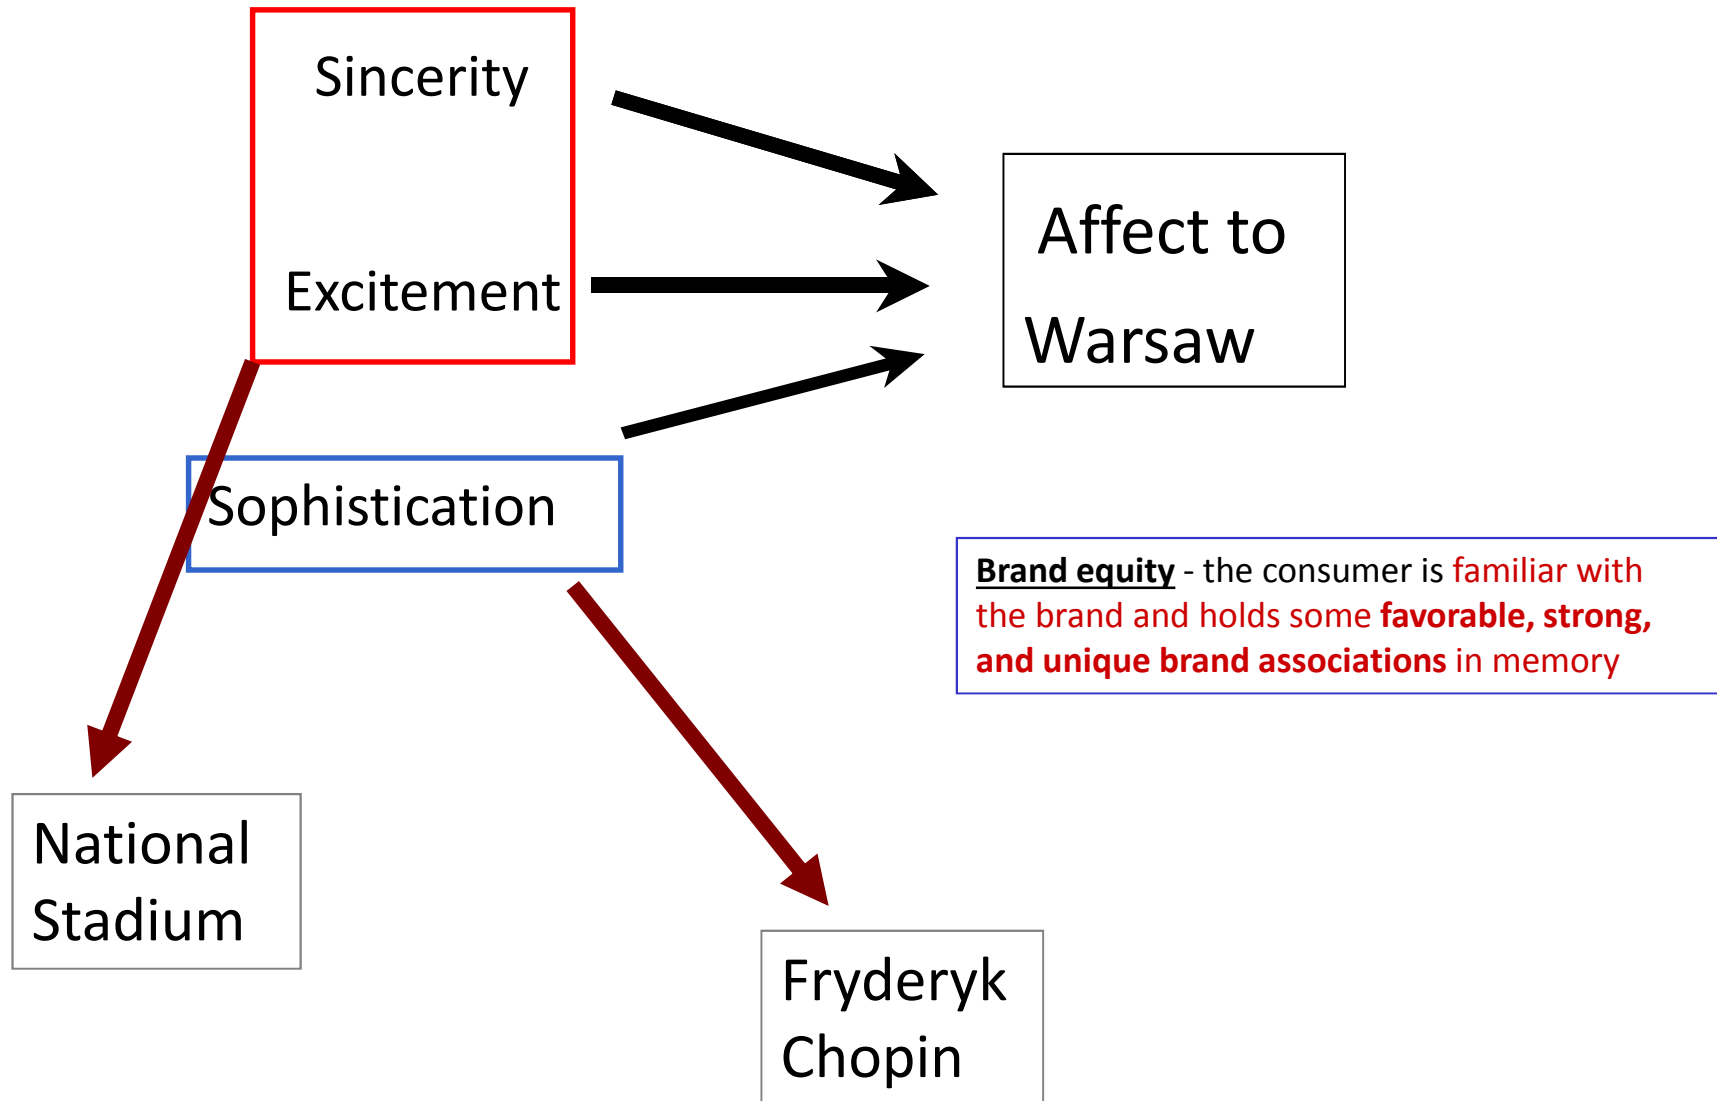 Sincerity
Excitement
Affect to
Warsaw
Sophistication
Brand equity - the consumer is familiar with
the brand and holds some favorable, strong,
and unique brand associations in memory
National
Stadium
Fryderyk
Chopin